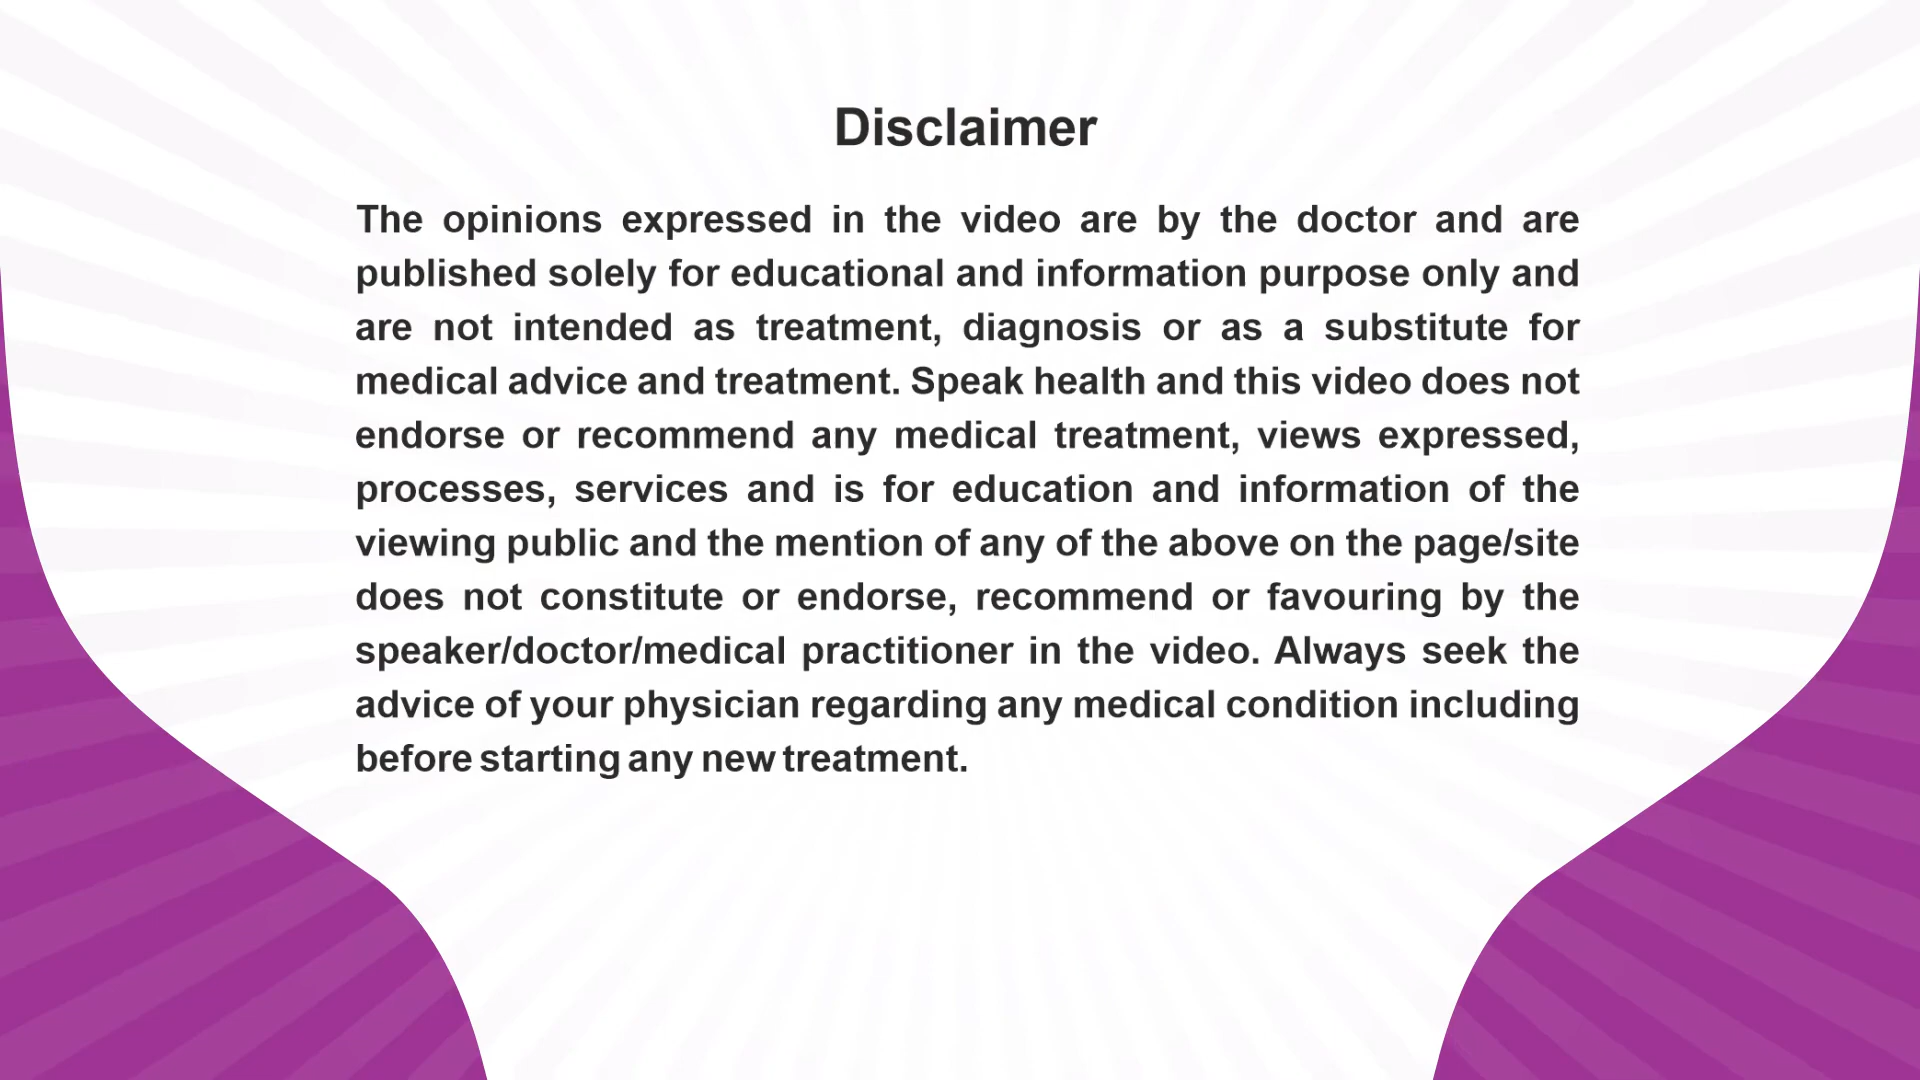 Disclaimer
The opinions expressed in the video are by the doctor and are
published solely for educational and information purpose only and
are not intended as treatment, diagnosis or as a substitute for
medical advice and treatment. Speak health and this video does not
endorse or recommend any medical treatment, views expressed,
processes, services and is for education and information of the
viewing public and the mention of any of the above on the page/site
does not constitute or endorse, recommend or favouring by the
speaker/doctor/medical practitioner in the video. Always seek the
advice of your physician regarding any medical condition including
before starting any new treatment.